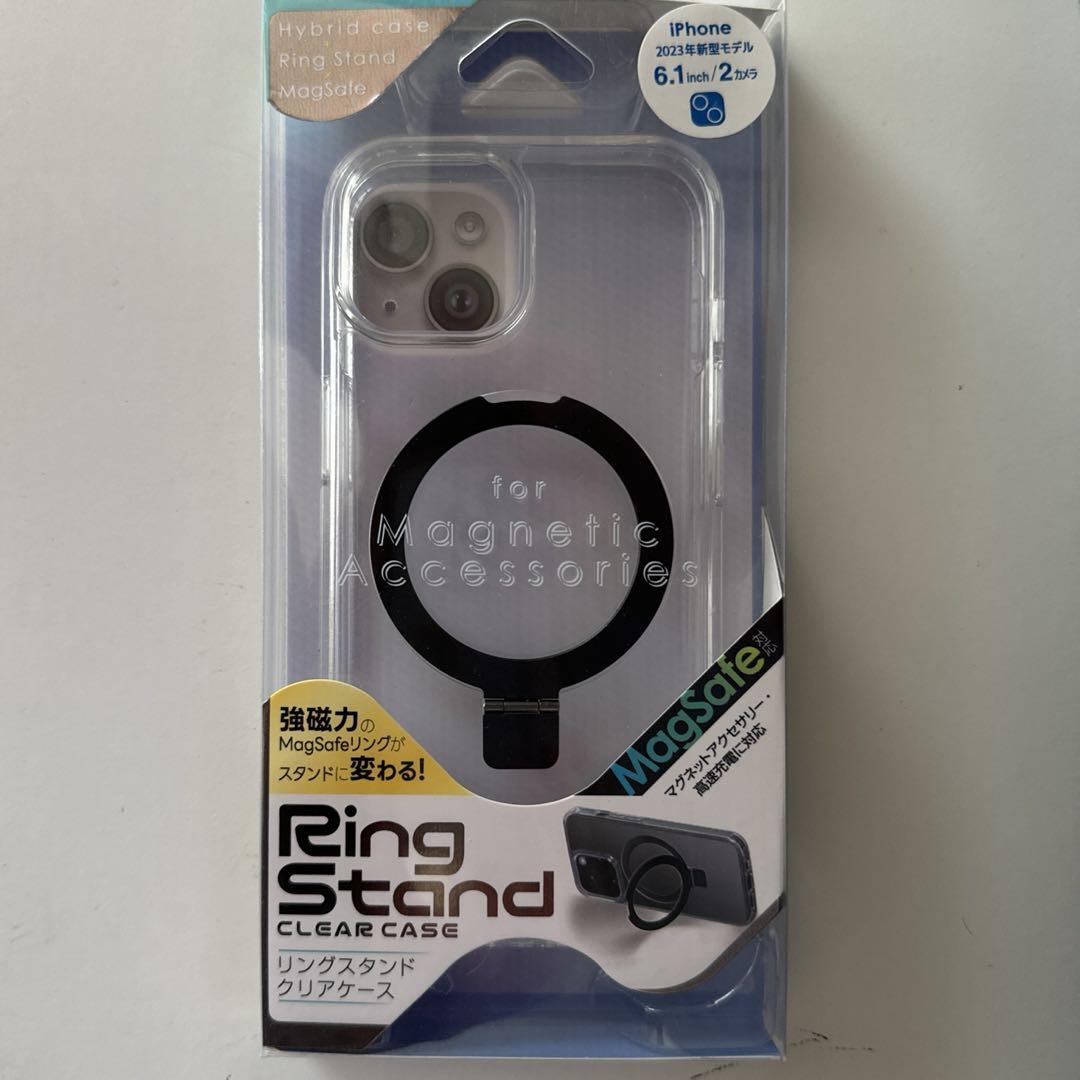 Hybrid case
Ring Stand
MagSafe
iPhone
2023年新型モデル
6.1inch/2カメラ
for
Magnetic
Accessories
強磁力の
MagSafeリングが
スタンドに変わる!
MagSafe対応
マグネットアクセサリー・
高速充電に対応
Ring
Stand
CLEAR CASE
リングスタンド
クリアケース